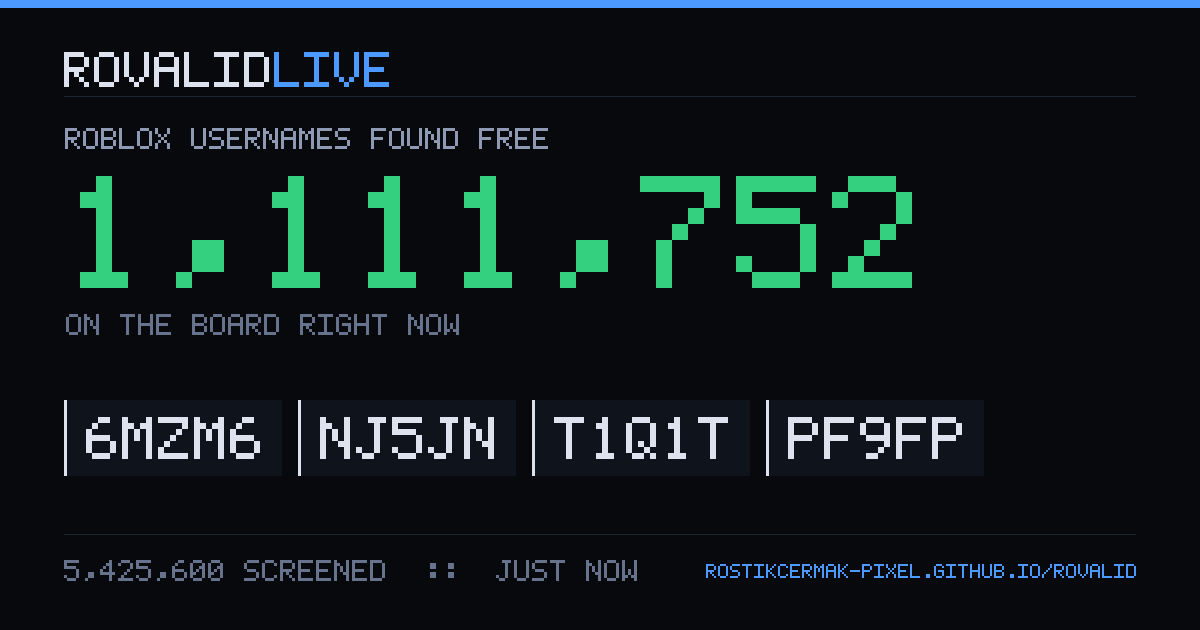 ROVALIDLIVE
ROBLOX USERNAMES FOUND FREE
1,111,752
ON THE BOARD RIGHT NOW
6MZM6 NJ5JN T1Q1T PF9FP
5,425,600 SCREENED :: JUST NOW ROSTIKCERMAK-PIXEL.GITHUB.IO/ROVALID